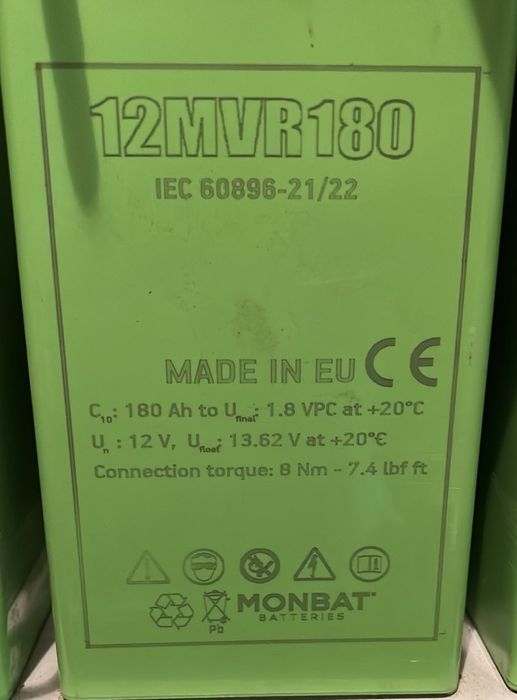 12MVR180
IEC 60896-21/22
MADE IN EU CE
C10: 180 Ah to Ufinal: 1.8 VPC at +20°C
Un : 12 V, Ufloat: 13.62 V at +20°C
Connection torque: 8 Nm - 7.4 lbf ft
Pb
MONBAT
BATTERIES